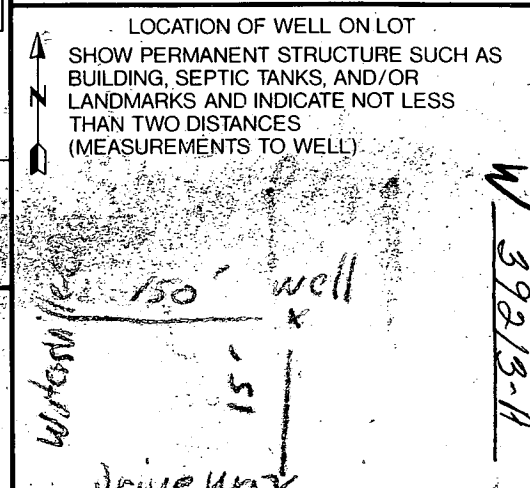 LOCATION OF WELL ON LOT
SHOW PERMANENT STRUCTURE SUCH AS
BUILDING, SEPTIC TANKS, AND/OR
LANDMARKS AND INDICATE NOT LESS
THAN TWO DISTANCES
(MEASUREMENTS TO WELL)
N
150' well
x
15'
Driveway
W 39213-H